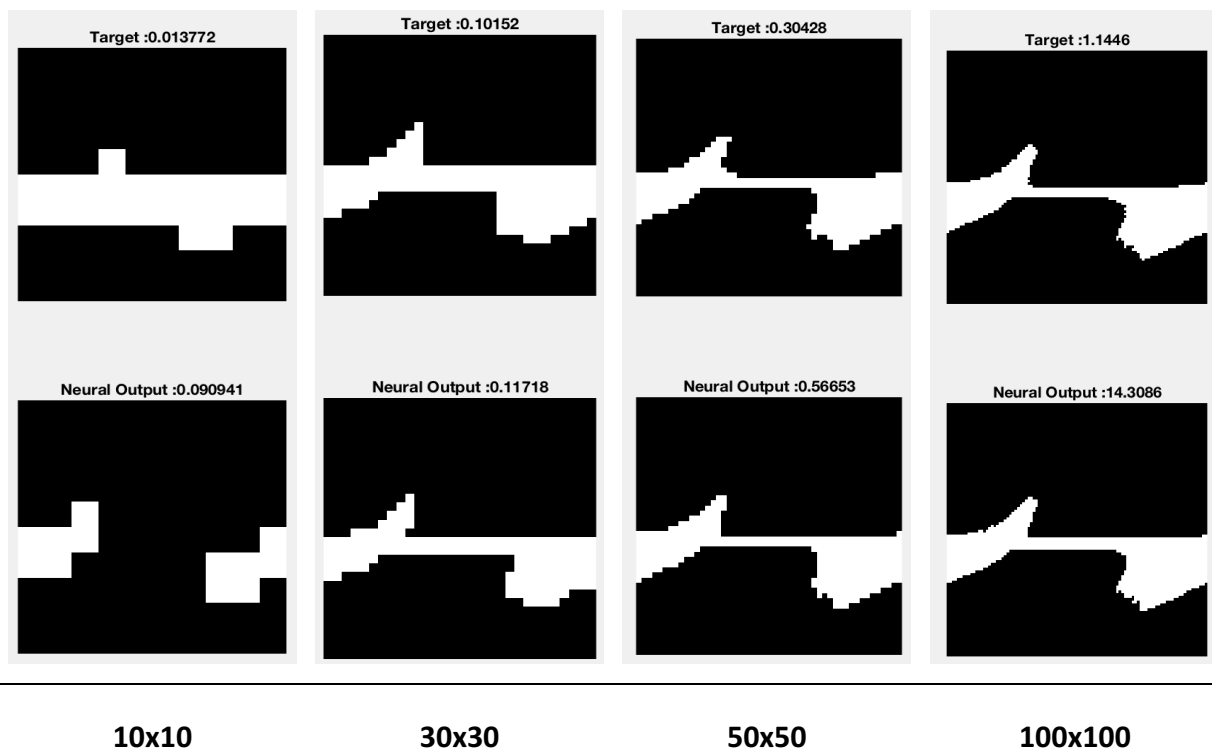 Target :0.013772
Target :0.10152
Target :0.30428
Target :1.1446
Neural Output :0.090941
Neural Output :0.11718
Neural Output :0.56653
Neural Output :14.3086
10x10
30x30
50x50
100x100